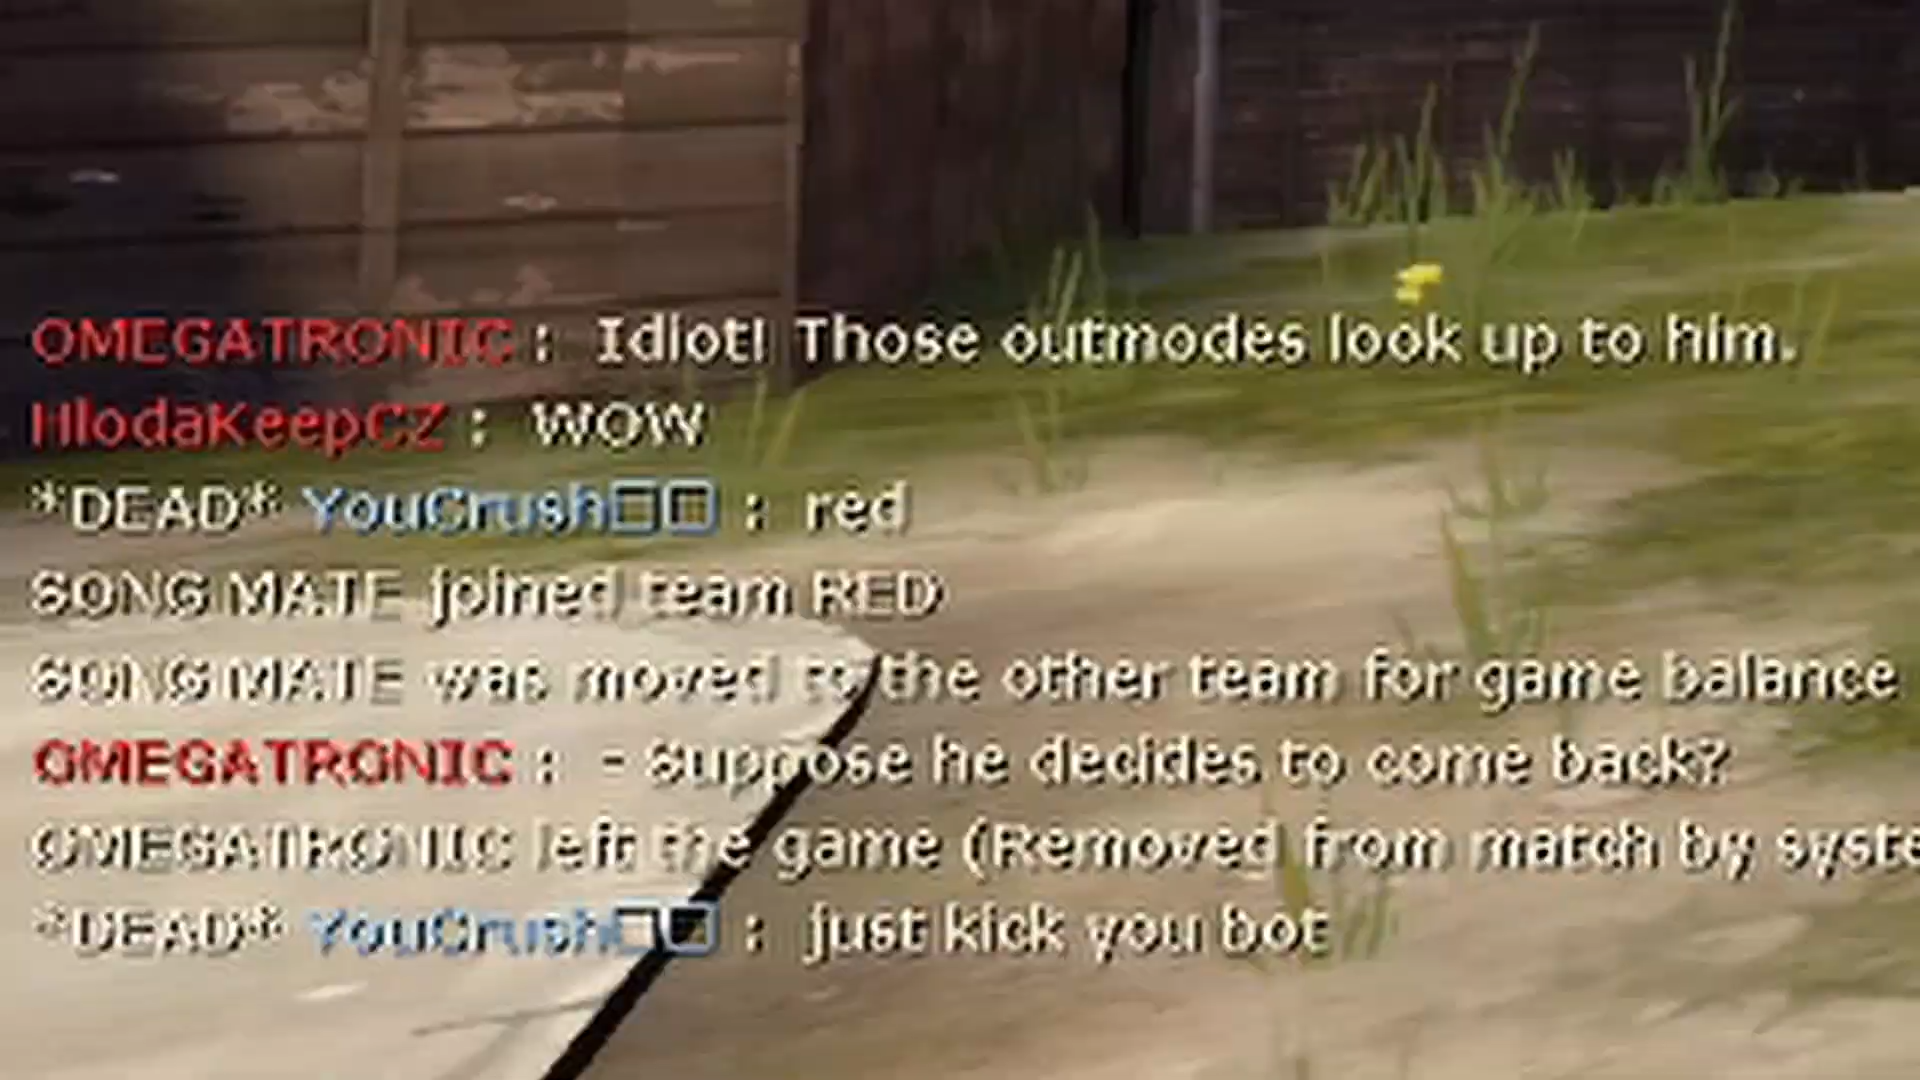 OMEGATRONIC : Idiot! Those outmodes look up to him.
HlodaKeepCZ : WOW
*DEAD* YouCrush□□ : red
SONG MATE joined team RED
SONG MATE was moved to the other team for game balance
OMEGATRONIC : - Suppose he decides to come back?
OMEGATRONIC left the game (Removed from match by syste
*DEAD* YouCrush□□ : just kick you bot